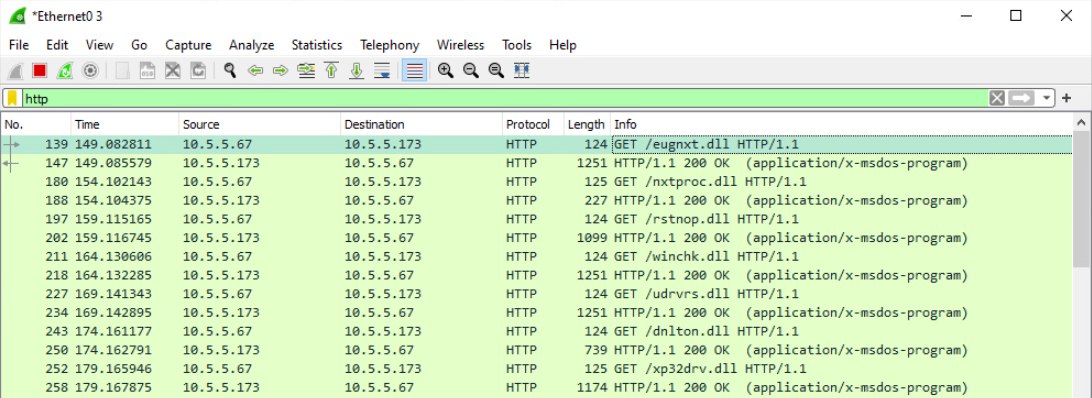 *Ethernet0 3
File Edit View Go Capture Analyze Statistics Telephony Wireless Tools Help
http
No. Time Source Destination Protocol Length Info
139 149.082811 10.5.5.67 10.5.5.173 HTTP 124 GET /eugnxt.dll HTTP/1.1
147 149.085579 10.5.5.173 10.5.5.67 HTTP 1251 HTTP/1.1 200 OK (application/x-msdos-program)
180 154.102143 10.5.5.67 10.5.5.173 HTTP 125 GET /nxtproc.dll HTTP/1.1
188 154.104375 10.5.5.173 10.5.5.67 HTTP 227 HTTP/1.1 200 OK (application/x-msdos-program)
197 159.115165 10.5.5.67 10.5.5.173 HTTP 124 GET /rstnop.dll HTTP/1.1
202 159.116745 10.5.5.173 10.5.5.67 HTTP 1099 HTTP/1.1 200 OK (application/x-msdos-program)
211 164.130606 10.5.5.67 10.5.5.173 HTTP 124 GET /winchk.dll HTTP/1.1
218 164.132285 10.5.5.173 10.5.5.67 HTTP 1251 HTTP/1.1 200 OK (application/x-msdos-program)
227 169.141343 10.5.5.67 10.5.5.173 HTTP 124 GET /udrvrs.dll HTTP/1.1
234 169.142895 10.5.5.173 10.5.5.67 HTTP 1251 HTTP/1.1 200 OK (application/x-msdos-program)
243 174.161177 10.5.5.67 10.5.5.173 HTTP 124 GET /dnlton.dll HTTP/1.1
250 174.162791 10.5.5.173 10.5.5.67 HTTP 739 HTTP/1.1 200 OK (application/x-msdos-program)
252 179.165946 10.5.5.67 10.5.5.173 HTTP 125 GET /xp32drv.dll HTTP/1.1
258 179.167875 10.5.5.173 10.5.5.67 HTTP 1174 HTTP/1.1 200 OK (application/x-msdos-program)